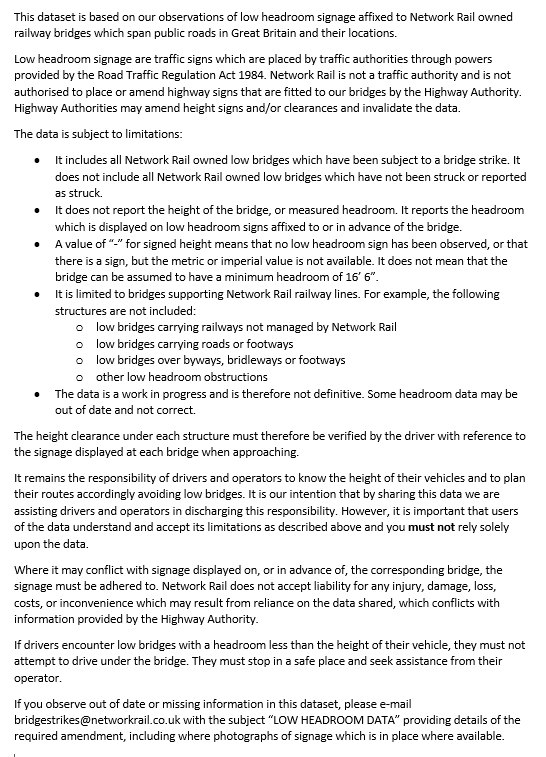 This dataset is based on our observations of low headroom signage affixed to Network Rail owned
railway bridges which span public roads in Great Britain and their locations.
Low headroom signage are traffic signs which are placed by traffic authorities through powers
provided by the Road Traffic Regulation Act 1984. Network Rail is not a traffic authority and is not
authorised to place or amend highway signs that are fitted to our bridges by the Highway Authority.
Highway Authorities may amend height signs and/or clearances and invalidate the data.
The data is subject to limitations:
• It includes all Network Rail owned low bridges which have been subject to a bridge strike. It
does not include all Network Rail owned low bridges which have not been struck or reported
as struck.
• It does not report the height of the bridge, or measured headroom. It reports the headroom
which is displayed on low headroom signs affixed to or in advance of the bridge.
• A value of “-” for signed height means that no low headroom sign has been observed, or that
there is a sign, but the metric or imperial value is not available. It does not mean that the
bridge can be assumed to have a minimum headroom of 16’ 6”.
• It is limited to bridges supporting Network Rail railway lines. For example, the following
structures are not included:
o low bridges carrying railways not managed by Network Rail
o low bridges carrying roads or footways
o low bridges over byways, bridleways or footways
o other low headroom obstructions
• The data is a work in progress and is therefore not definitive. Some headroom data may be
out of date and not correct.
The height clearance under each structure must therefore be verified by the driver with reference to
the signage displayed at each bridge when approaching.
It remains the responsibility of drivers and operators to know the height of their vehicles and to plan
their routes accordingly avoiding low bridges. It is our intention that by sharing this data we are
assisting drivers and operators in discharging this responsibility. However, it is important that users
of the data understand and accept its limitations as described above and you must not rely solely
upon the data.
Where it may conflict with signage displayed on, or in advance of, the corresponding bridge, the
signage must be adhered to. Network Rail does not accept liability for any injury, damage, loss,
costs, or inconvenience which may result from reliance on the data shared, which conflicts with
information provided by the Highway Authority.
If drivers encounter low bridges with a headroom less than the height of their vehicle, they must not
attempt to drive under the bridge. They must stop in a safe place and seek assistance from their
operator.
If you observe out of date or missing information in this dataset, please e-mail
bridgestrikes@networkrail.co.uk with the subject “LOW HEADROOM DATA” providing details of the
required amendment, including where photographs of signage which is in place where available.